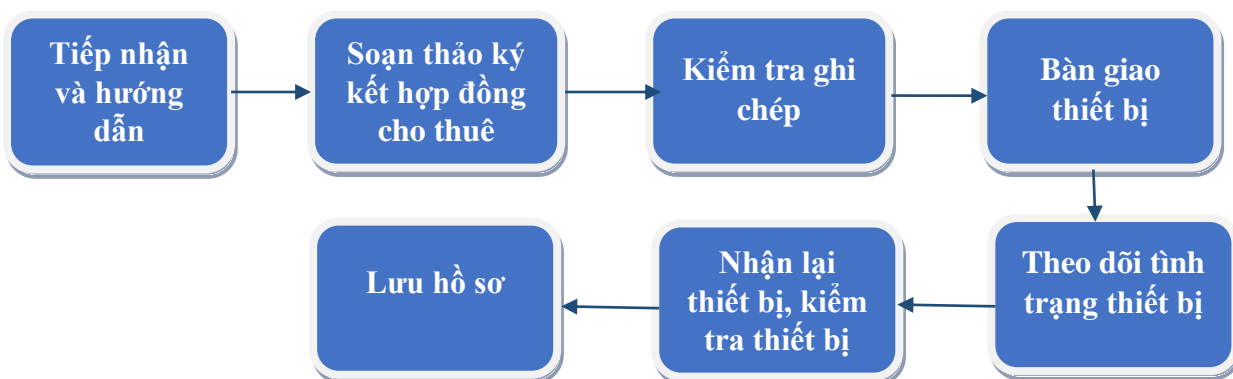 Tiếp nhận
và hướng
dẫn
Soạn thảo ký
kết hợp đồng
cho thuê
Kiểm tra ghi
chép
Bàn giao
thiết bị
Theo dõi tình
trạng thiết bị
Nhận lại
thiết bị, kiểm
tra thiết bị
Lưu hồ sơ